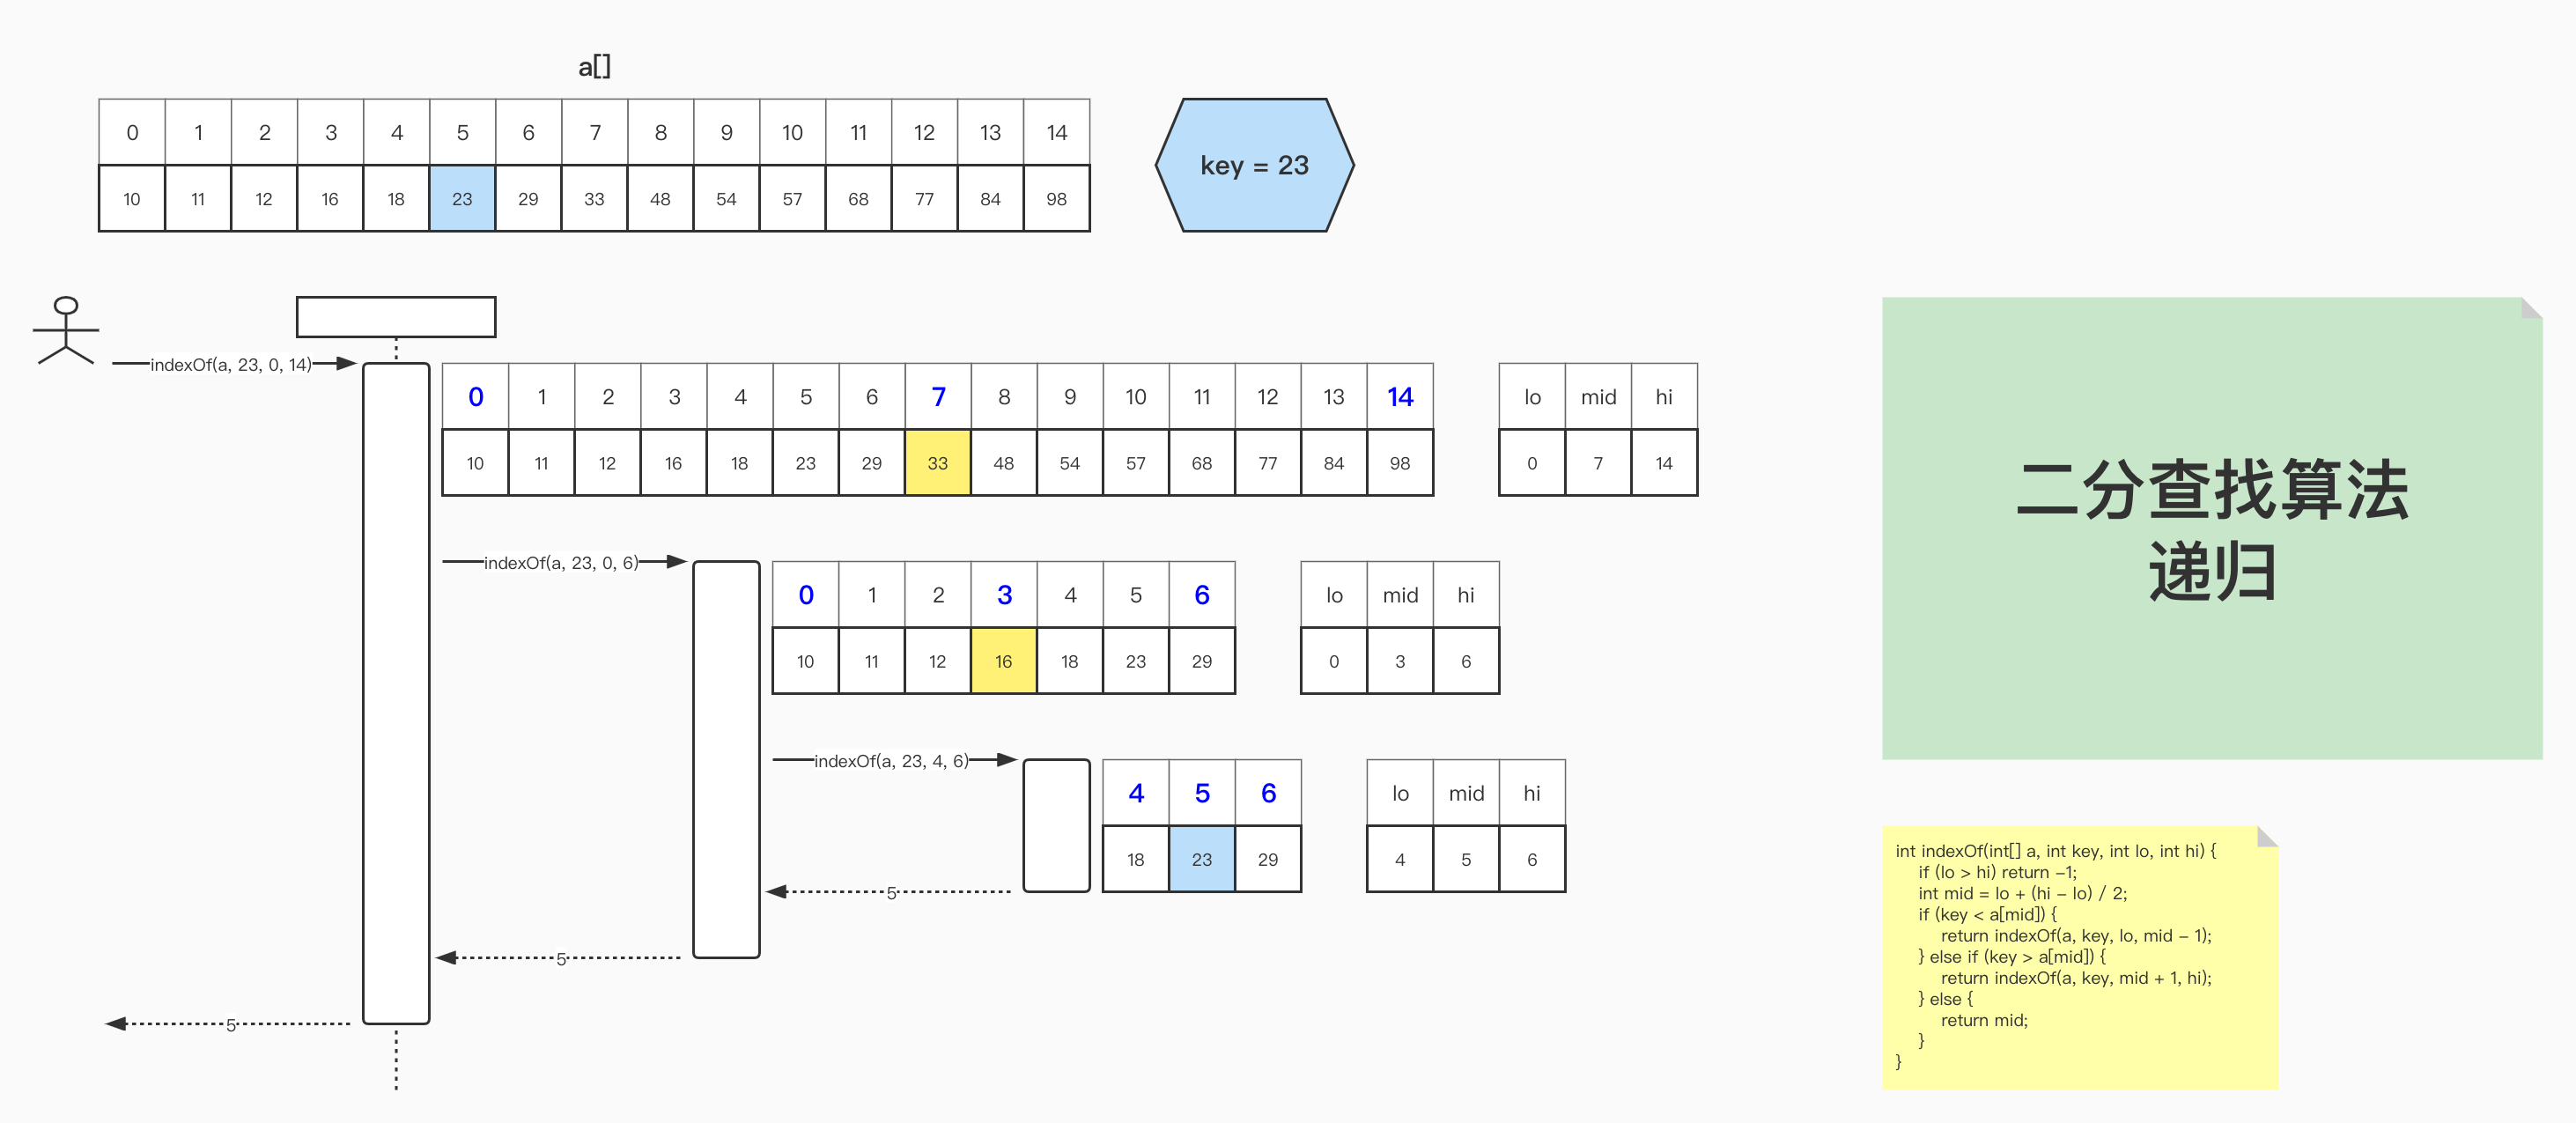 a[]
0 1 2 3 4 5 6 7 8 9 10 11 12 13 14
10 11 12 16 18 23 29 33 48 54 57 68 77 84 98
key = 23
indexOf(a, 23, 0, 14)
0 1 2 3 4 5 6 7 8 9 10 11 12 13 14
10 11 12 16 18 23 29 33 48 54 57 68 77 84 98
lo mid hi
0 7 14
indexOf(a, 23, 0, 6)
0 1 2 3 4 5 6
10 11 12 16 18 23 29
lo mid hi
0 3 6
indexOf(a, 23, 4, 6)
4 5 6
18 23 29
lo mid hi
4 5 6
5
5
5
二分查找算法
递归
int indexOf(int[] a, int key, int lo, int hi) {
if (lo > hi) return -1;
int mid = lo + (hi - lo) / 2;
if (key < a[mid]) {
return indexOf(a, key, lo, mid - 1);
} else if (key > a[mid]) {
return indexOf(a, key, mid + 1, hi);
} else {
return mid;
}
}